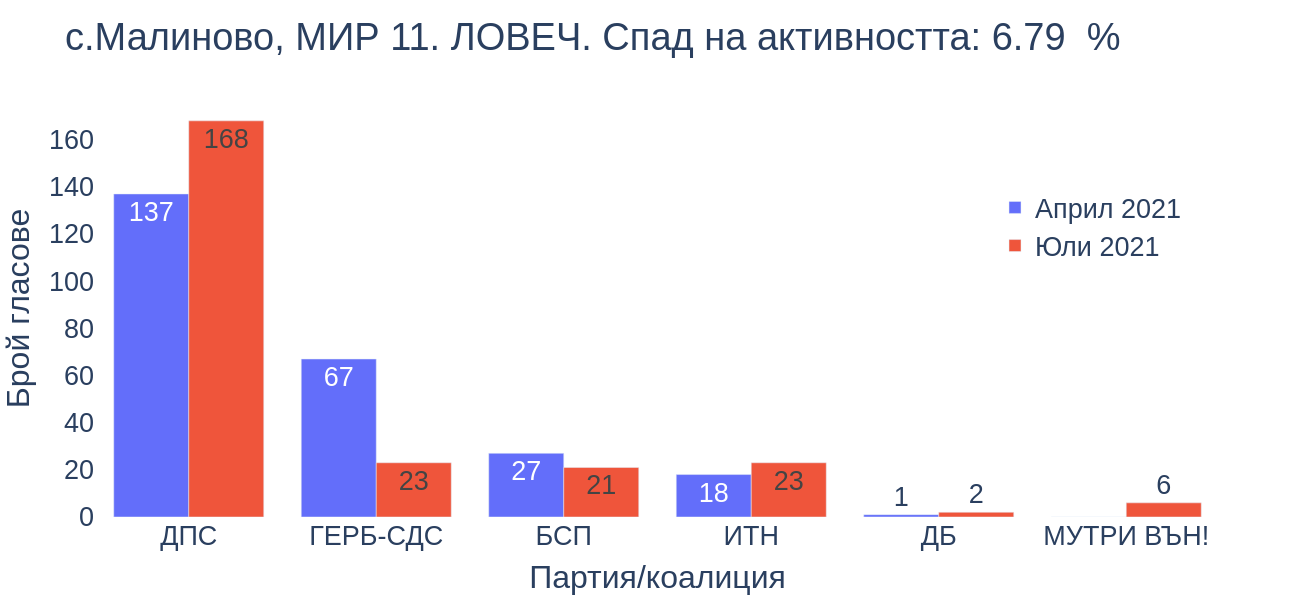 с.Малиново, МИР 11. ЛОВЕЧ. Спад на активността: 6.79  %
Брой гласове
160
140
120
100
80
60
40
20
0
137
168
67
23
27
21
18
23
1
2
6
Април 2021
Юли 2021
ДПС
ГЕРБ-СДС
БСП
ИТН
ДБ
МУТРИ ВЪН!
Партия/коалиция